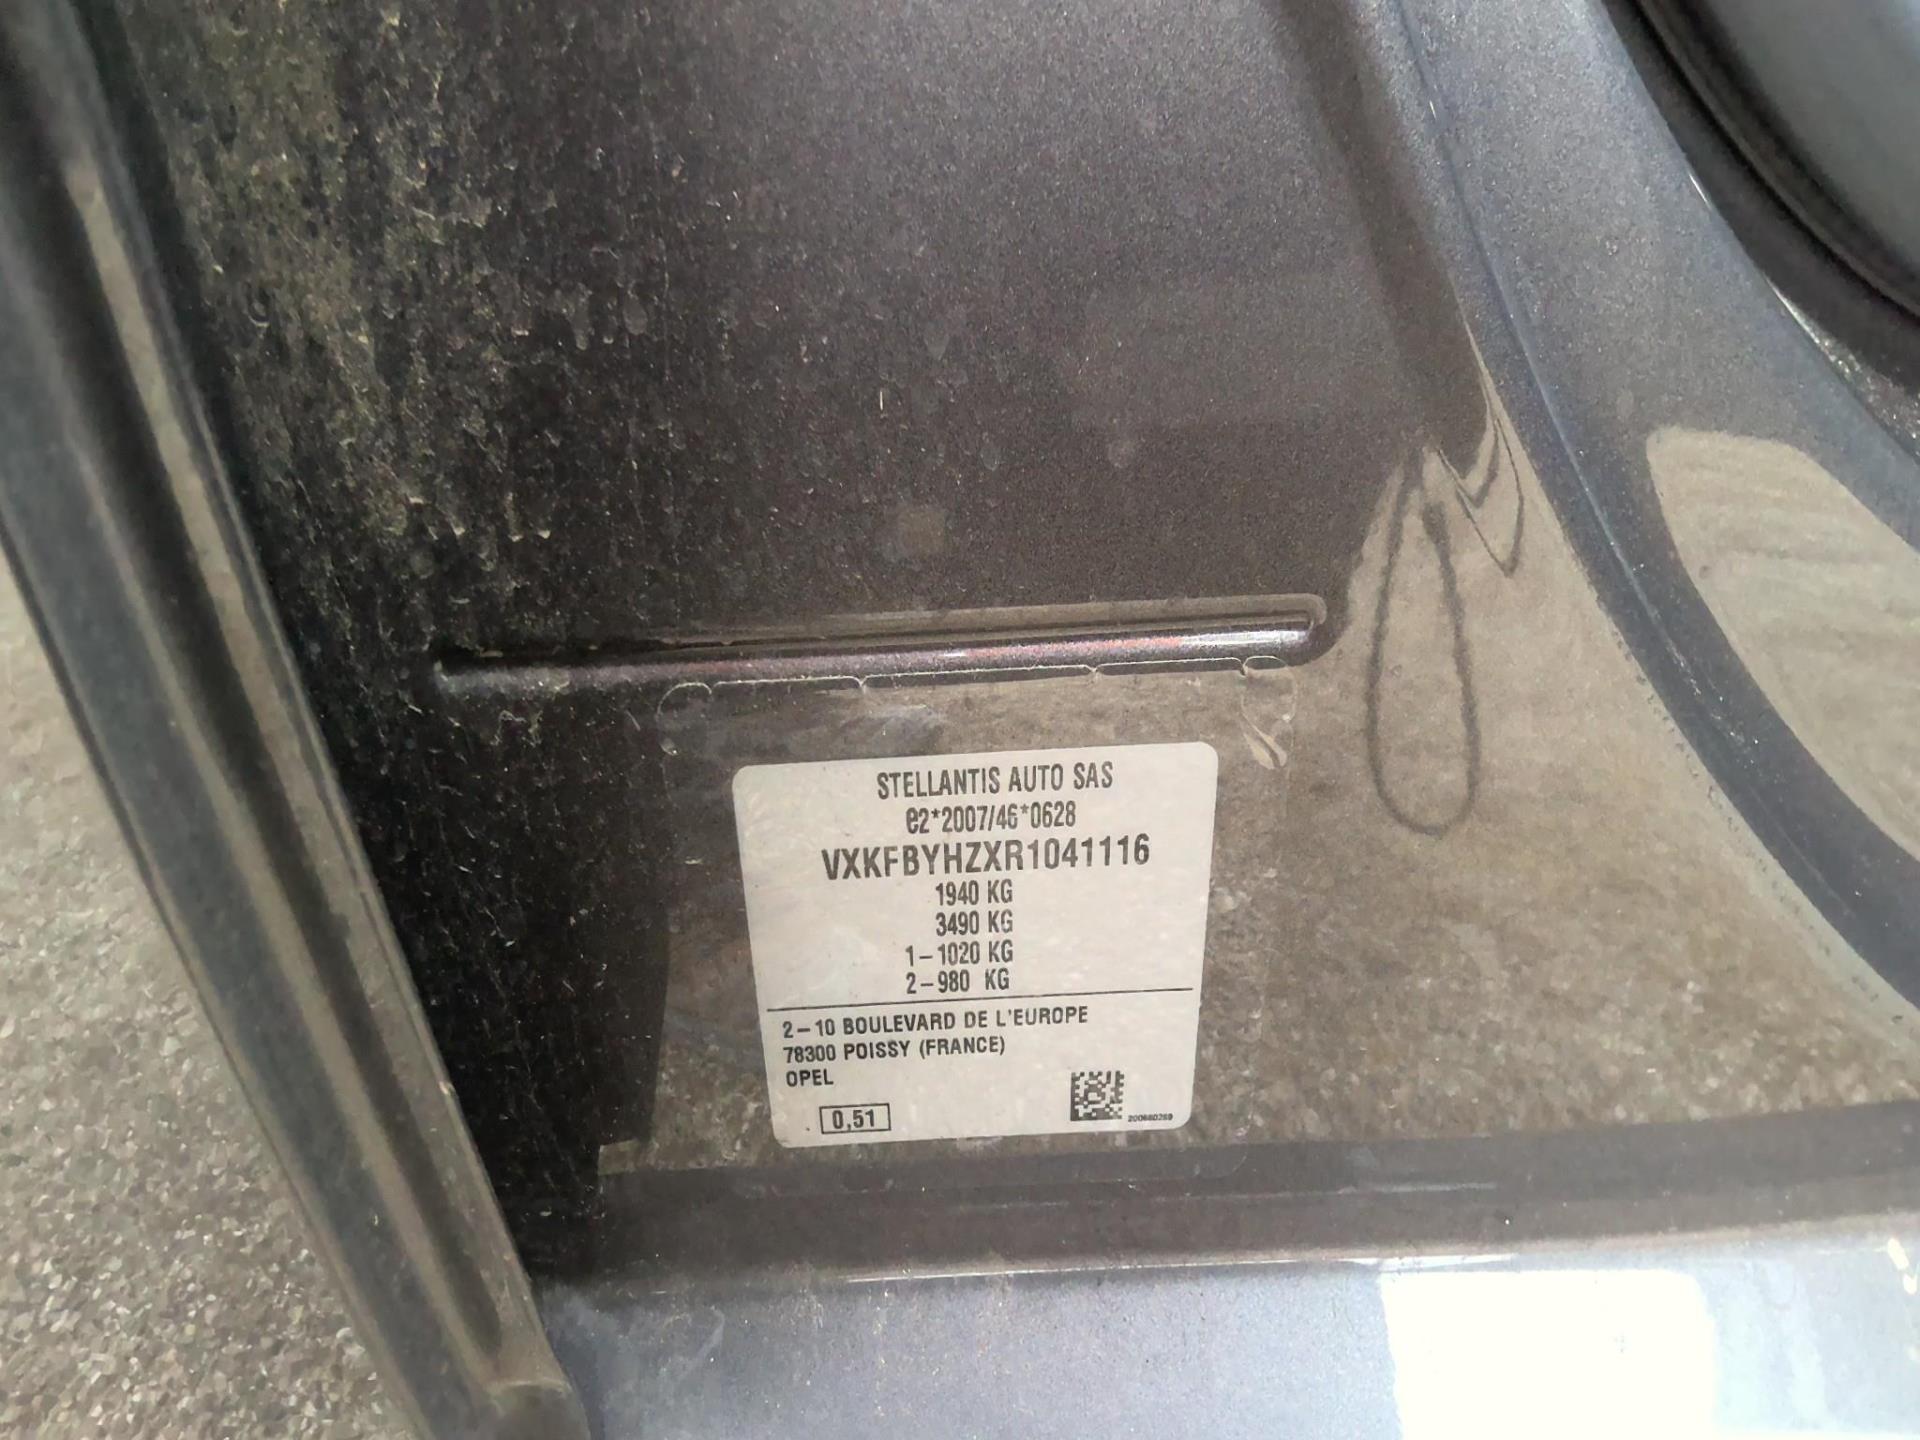 STELLANTIS AUTO SAS
e2*2007/46*0628
VXKFBYHZXR1041116
1940 KG
3490 KG
1-1020 KG
2-980 KG
2-10 BOULEVARD DE L'EUROPE
78300 POISSY (FRANCE)
OPEL
0,51
200680269